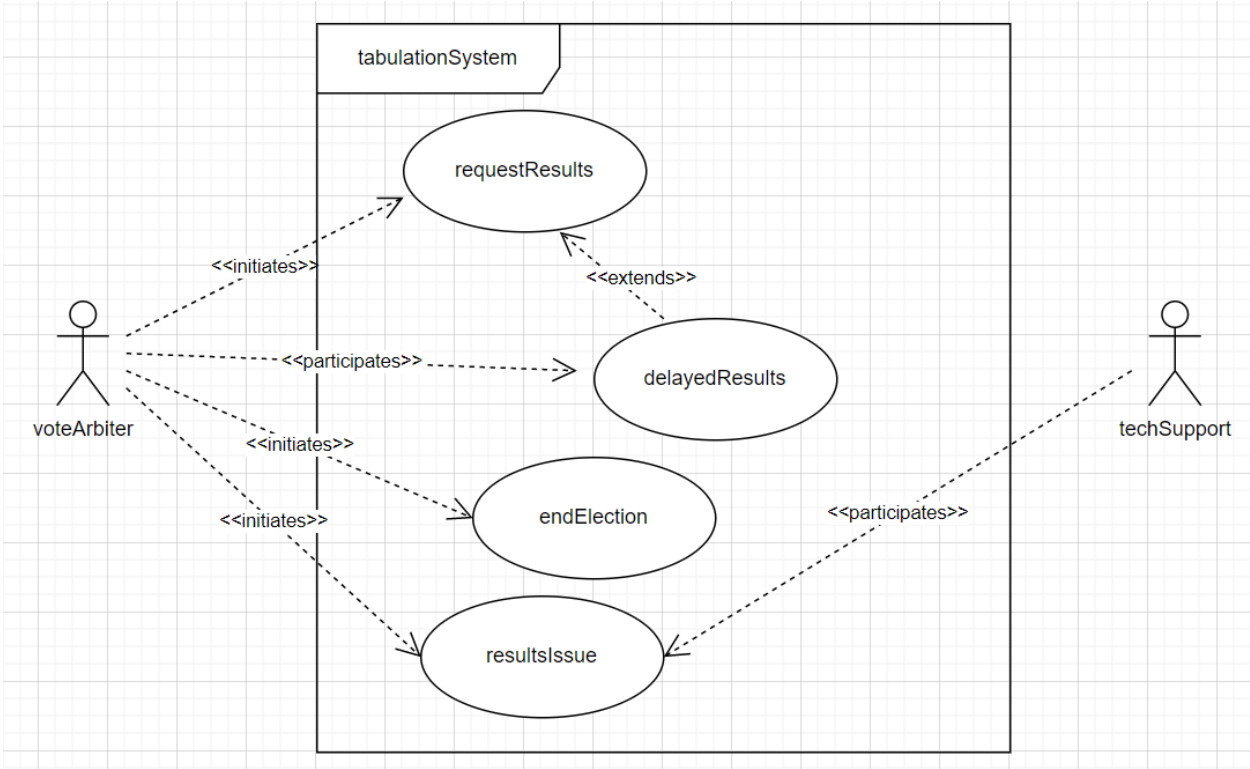 tabulationSystem
requestResults
<<initiates>>
<<extends>>
<<participates>>
delayedResults
voteArbiter
techSupport
<<initiates>>
<<initiates>>
endElection
<<participates>>
resultsIssue